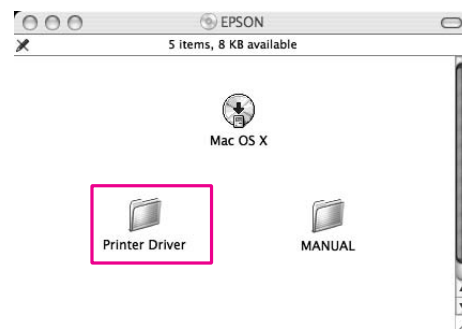 EPSON
5 items, 8 KB available
Mac OS X
Printer Driver
MANUAL